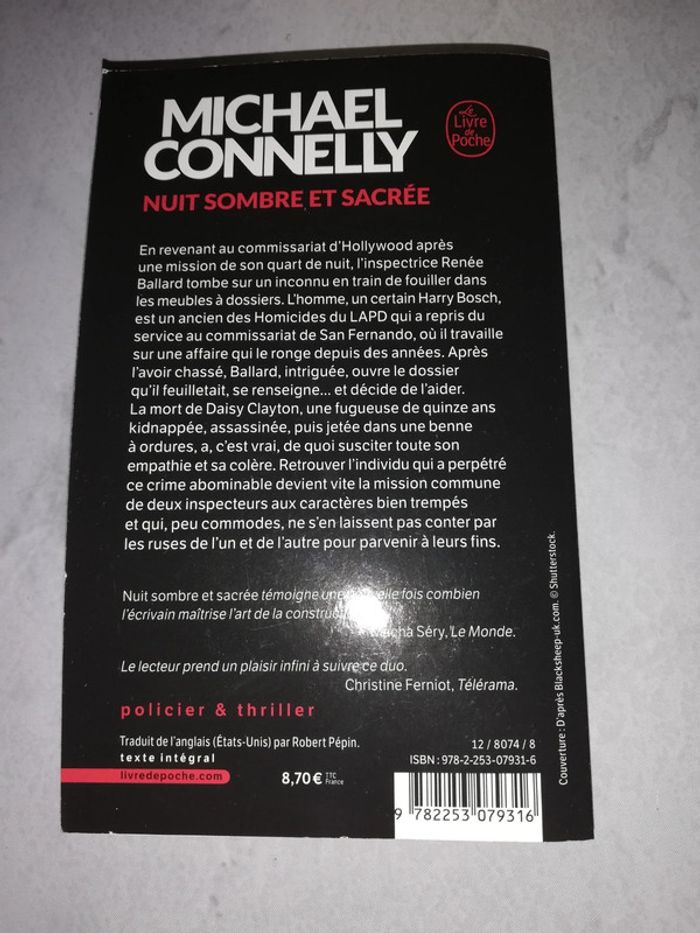 MICHAEL
CONNELLY
Le
Livre
de
Poche
NUIT SOMBRE ET SACRÉE
En revenant au commissariat d'Hollywood après
une mission de son quart de nuit, l'inspectrice Renée
Ballard tombe sur un inconnu en train de fouiller dans
les meubles à dossiers. L'homme, un certain Harry Bosch,
est un ancien des Homicides du LAPD qui a repris du
service au commissariat de San Fernando, où il travaille
sur une affaire qui le ronge depuis des années. Après
l'avoir chassé, Ballard, intriguée, ouvre le dossier
qu'il feuilletait, se renseigne... et décide de l'aider.
La mort de Daisy Clayton, une fugueuse de quinze ans
kidnappée, assassinée, puis jetée dans une benne
à ordures, a, c'est vrai, de quoi susciter toute son
empathie et sa colère. Retrouver l'individu qui a perpétré
ce crime abominable devient vite la mission commune
de deux inspecteurs aux caractères bien trempés
et qui, peu commodes, ne s'en laissent pas conter par
les ruses de l'un et de l'autre pour parvenir à leurs fins.
Nuit sombre et sacrée témoigne une fois combien
l'écrivain maîtrise l'art de la
Séry, Le Monde.
Le lecteur prend un plaisir infini à suivre ce duo.
Christine Ferniot, Télérama.
policier & thriller
Traduit de l'anglais (États-Unis) par Robert Pépin.
texte intégral
livredepoche.com
8,70 € TTC
France
12 / 8074 / 8
ISBN : 978-2-253-07931-6
9 782253 079316
Couverture : D'après Blacksheep-uk.com. © Shutterstock.